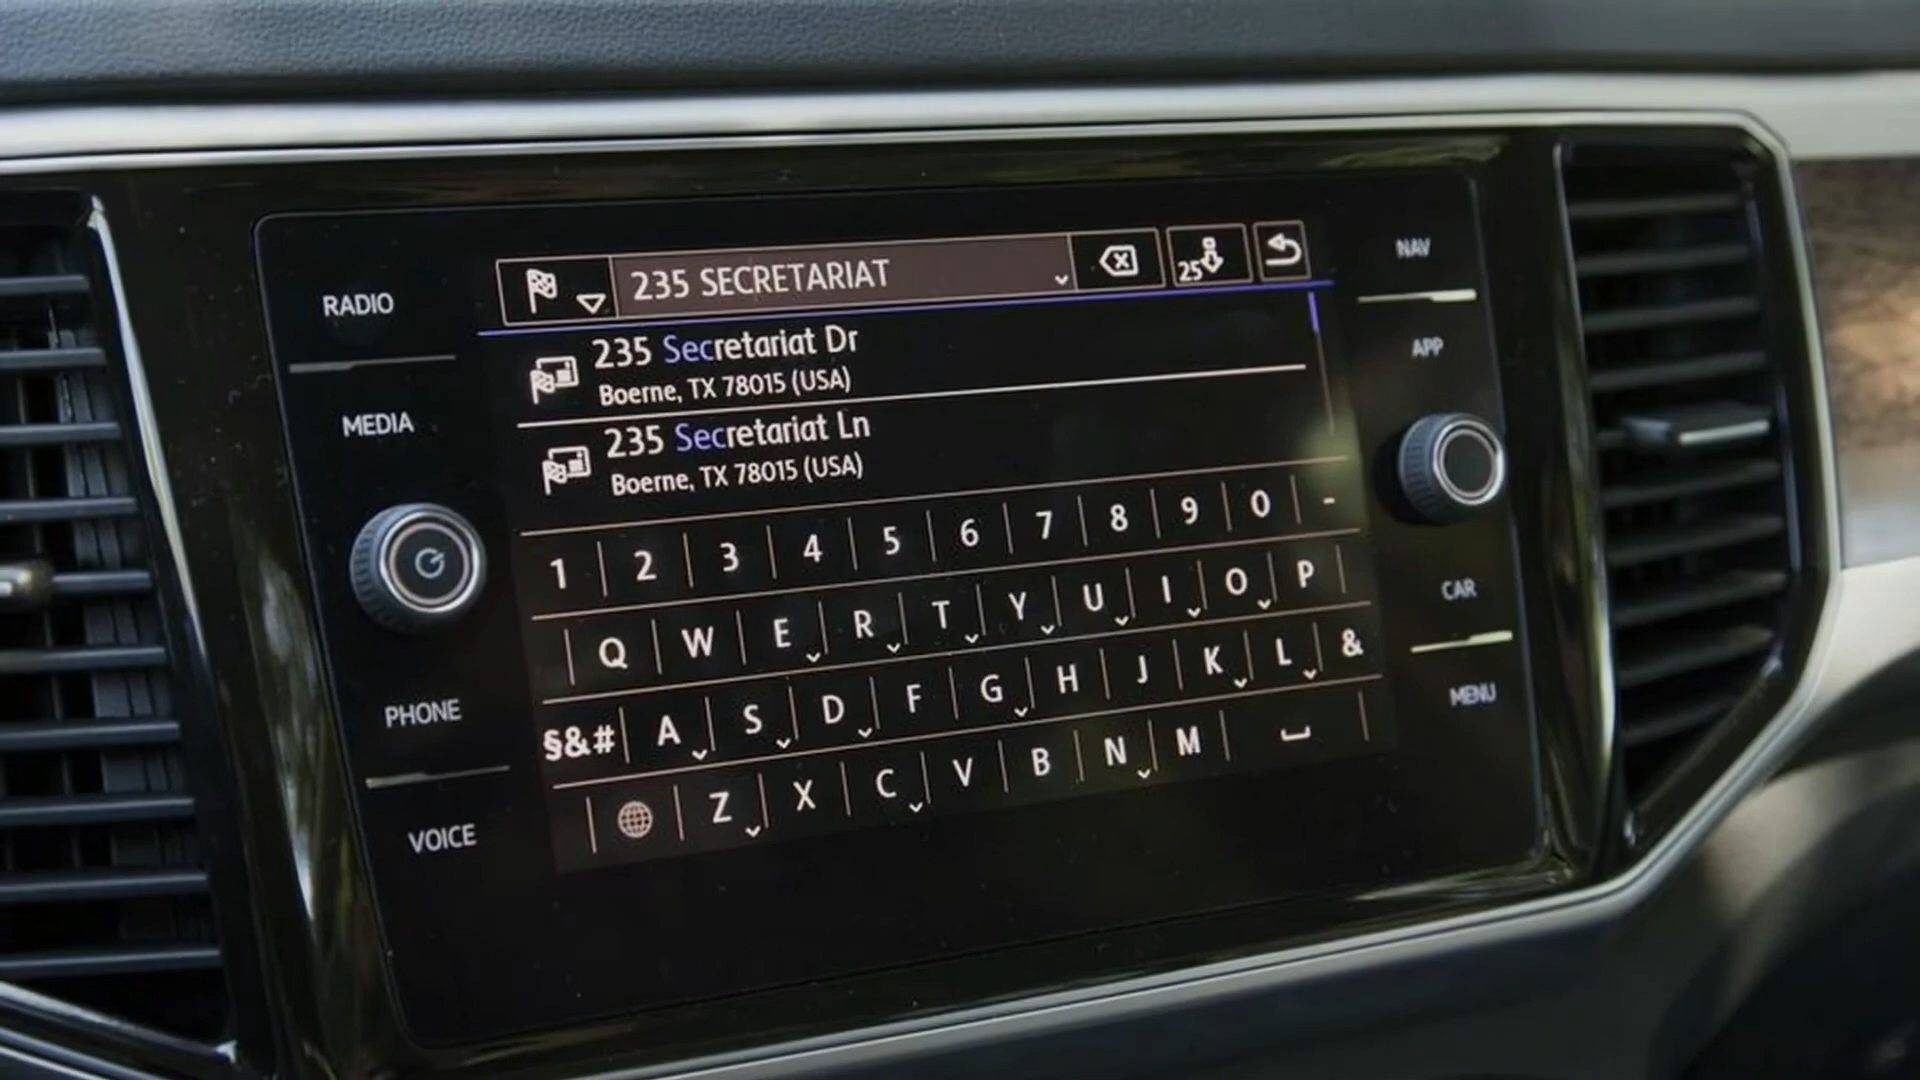 235 SECRETARIAT
25
NAV
RADIO
235 Secretariat Dr
Boerne, TX 78015 (USA)
APP
MEDIA
235 Secretariat Ln
Boerne, TX 78015 (USA)
1 2 3 4 5 6 7 8 9 0 -
Q W E R T Y U I O P
CAR
§&# A S D F G H J K L &
PHONE
MENU
Z X C V B N M
VOICE